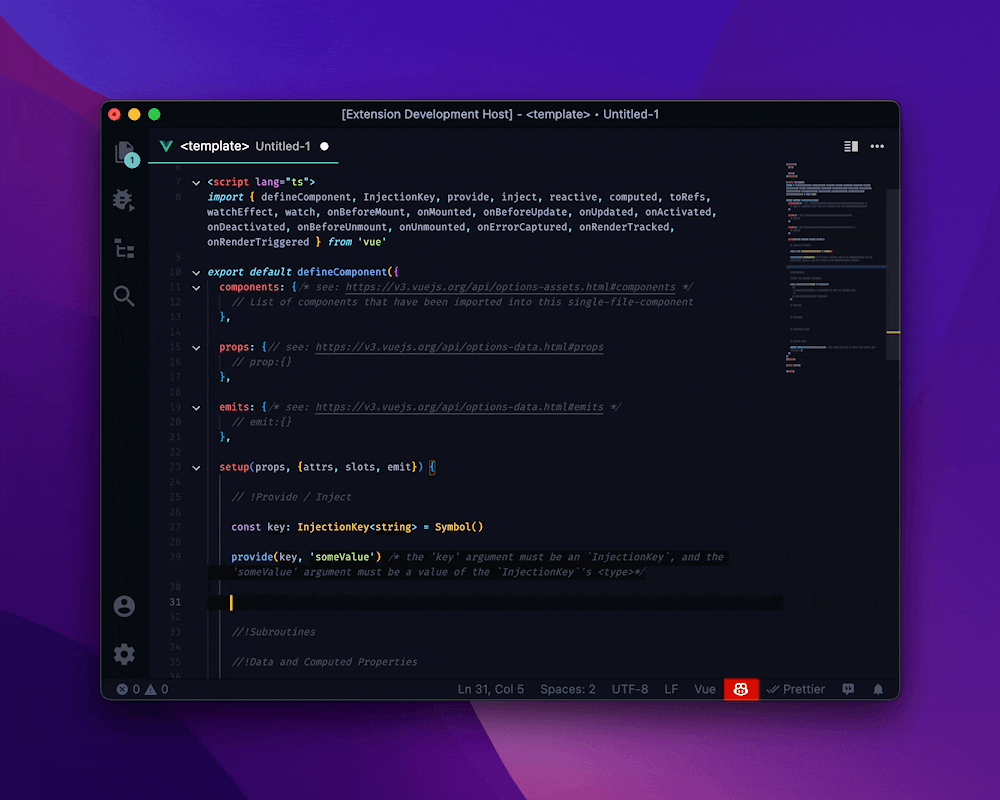 [Extension Development Host] - <template> • Untitled-1
<template> Untitled-1
1
7 <script lang="ts">
8 import { defineComponent, InjectionKey, provide, inject, reactive, computed, toRefs,
watchEffect, watch, onBeforeMount, onMounted, onBeforeUpdate, onUpdated, onActivated,
onDeactivated, onBeforeUnmount, onUnmounted, onErrorCaptured, onRenderTracked,
onRenderTriggered } from 'vue'
9
10 export default defineComponent({
11 components: {/* see: https://v3.vuejs.org/api/options-assets.html#components */
12 // List of components that have been imported into this single-file-component
13 },
14
15 props: {// see: https://v3.vuejs.org/api/options-data.html#props
16 // prop:{}
17 },
18
19 emits: {/* see: https://v3.vuejs.org/api/options-data.html#emits */
20 // emit:{}
21 },
22
23 setup(props, {attrs, slots, emit}) {
24
25 // !Provide / Inject
26
27 const key: InjectionKey<string> = Symbol()
28
29 provide(key, 'someValue') /* the 'key' argument must be an `InjectionKey`, and the
'someValue' argument must be a value of the `InjectionKey`'s <type>*/
30
31
32
33 //!Subroutines
34
35 //!Data and Computed Properties
36
0 0 Ln 31, Col 5 Spaces: 2 UTF-8 LF Vue Prettier